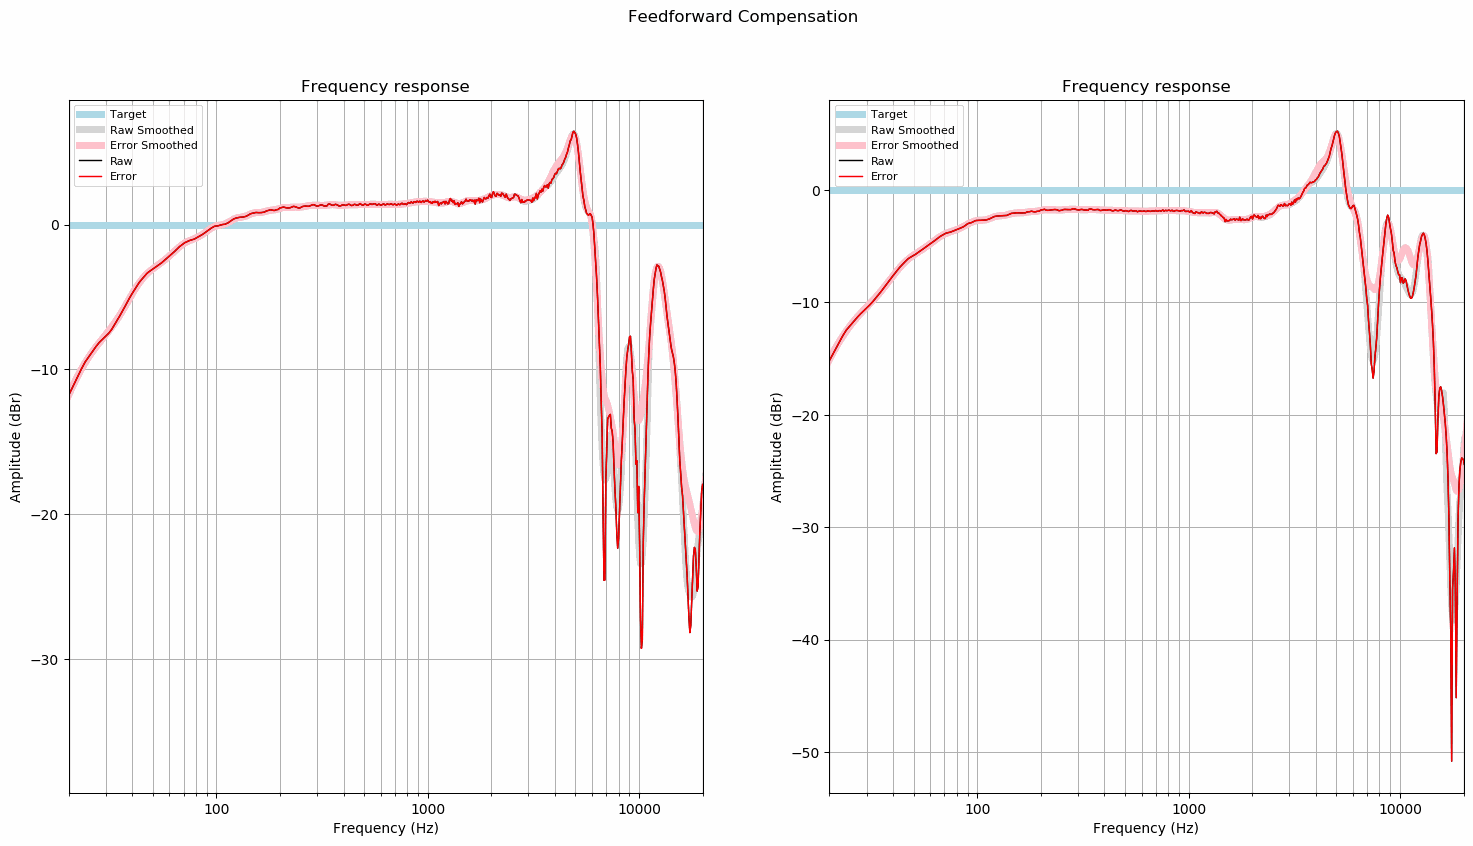 Feedforward Compensation
Frequency response
Target
Raw Smoothed
Error Smoothed
Raw
Error
0
−10
−20
−30
Amplitude (dBr)
100
1000
10000
Frequency (Hz)
Frequency response
Target
Raw Smoothed
Error Smoothed
Raw
Error
0
−10
−20
−30
−40
−50
Amplitude (dBr)
100
1000
10000
Frequency (Hz)